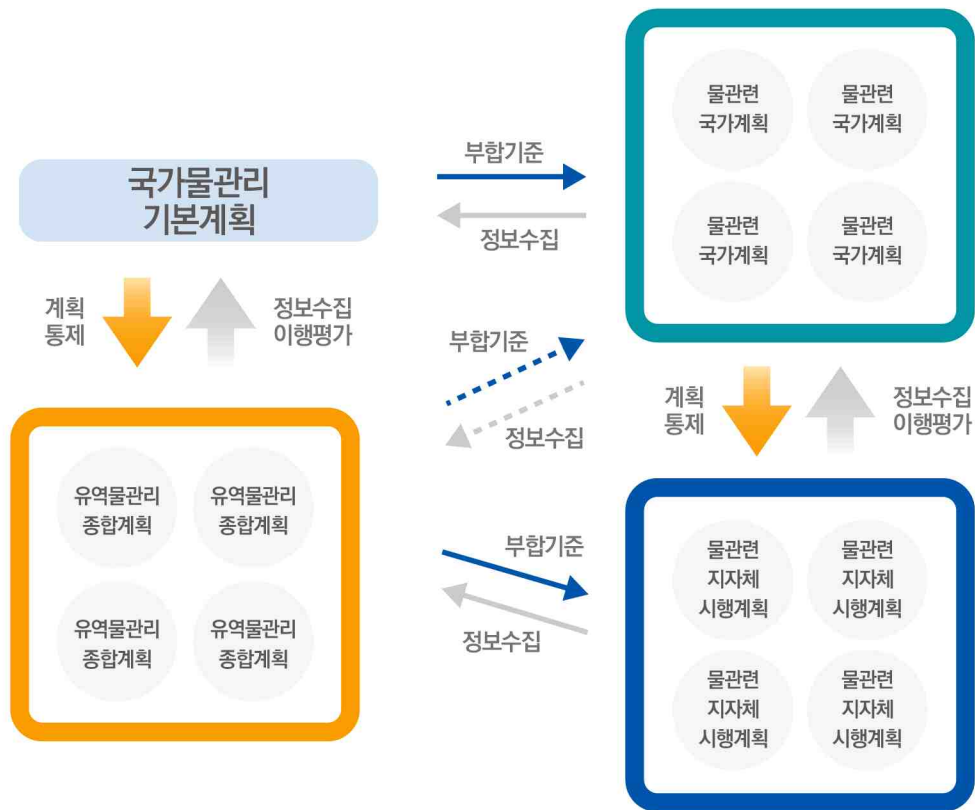 국가물관리
기본계획
부합기준
정보수집
물관련
국가계획
물관련
국가계획
물관련
국가계획
물관련
국가계획
계획
통제
정보수집
이행평가
부합기준
정보수집
계획
통제
정보수집
이행평가
유역물관리
종합계획
유역물관리
종합계획
유역물관리
종합계획
유역물관리
종합계획
부합기준
정보수집
물관련
지자체
시행계획
물관련
지자체
시행계획
물관련
지자체
시행계획
물관련
지자체
시행계획